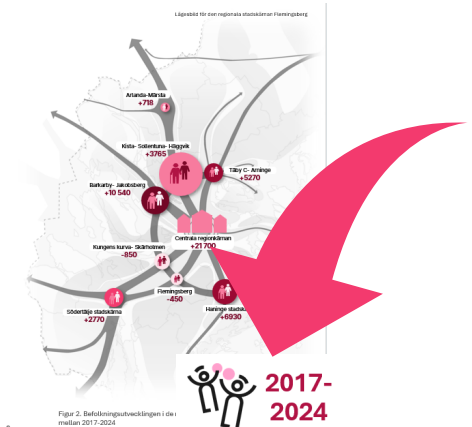 Lägesbild för den regionala stadskärnan Flemingsberg
Arlanda-Märsta
+718
Kista- Sollentuna- Häggvik
+3765
Täby C- Arninge
+5270
Barkarby- Jakobsberg
+10 540
Centrala regionkärnan
+21 700
Kungens kurva- Skärholmen
-850
Flemingsberg
-450
Södertälje stadskärna
+2770
Haninge
+6930
2017-
2024
Figur 2. Befolkningsutvecklingen i de
mellan 2017-2024